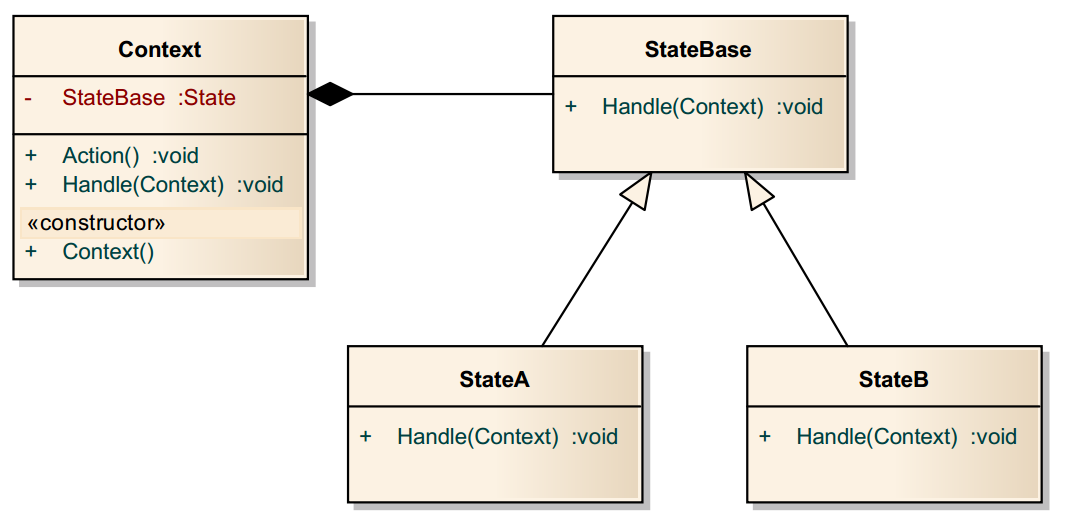 Context
- StateBase :State
+ Action() :void
+ Handle(Context) :void
«constructor»
+ Context()
StateBase
+ Handle(Context) :void
StateA
+ Handle(Context) :void
StateB
+ Handle(Context) :void